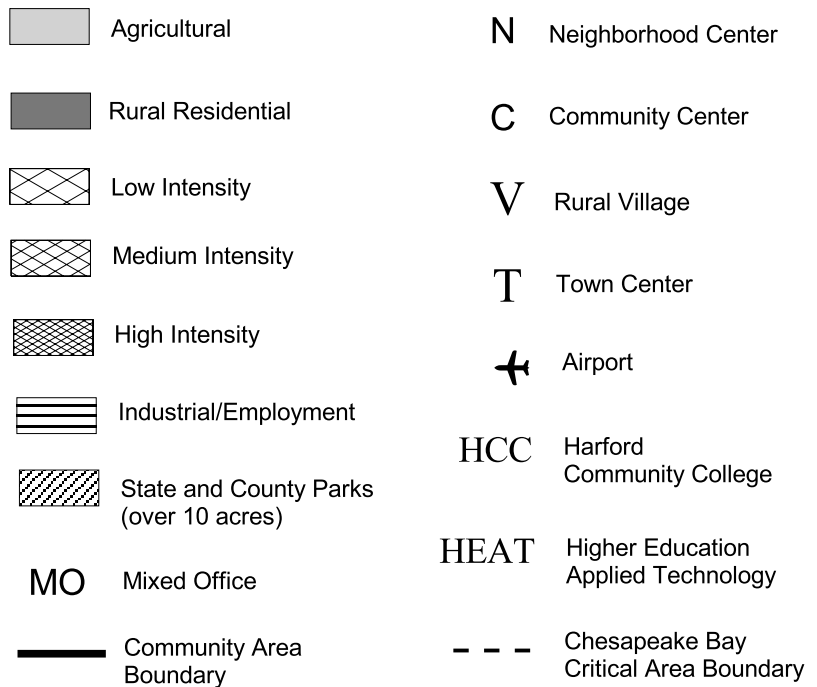 Agricultural
Rural Residential
Low Intensity
Medium Intensity
High Intensity
Industrial/Employment
State and County Parks
(over 10 acres)
MO Mixed Office
Community Area
Boundary
N Neighborhood Center
C Community Center
V Rural Village
T Town Center
Airport
HCC Harford
Community College
HEAT Higher Education
Applied Technology
Chesapeake Bay
Critical Area Boundary